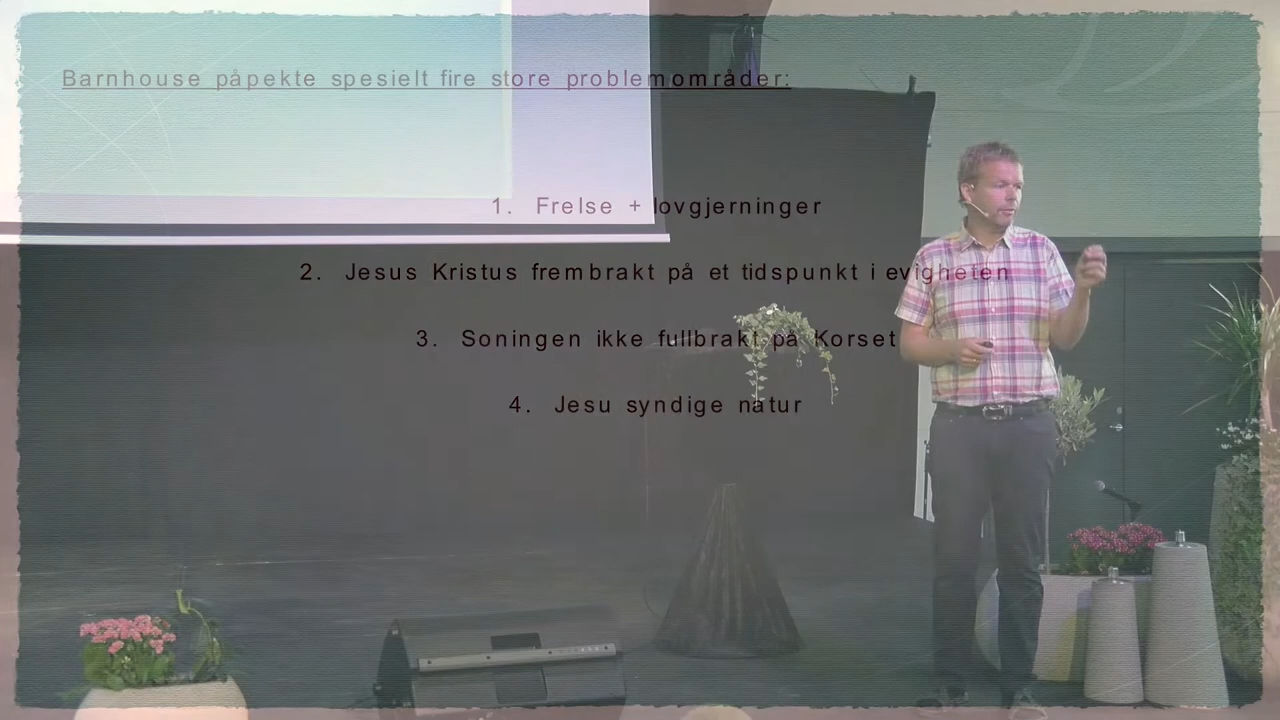 Barnhouse påpekte spesielt fire store problemområder:
1. Frelse + lovgjerninger
2. Jesus Kristus frembrakt på et tidspunkt i evigheten
3. Soningen ikke fullbrakt på Korset
4. Jesu syndige natur